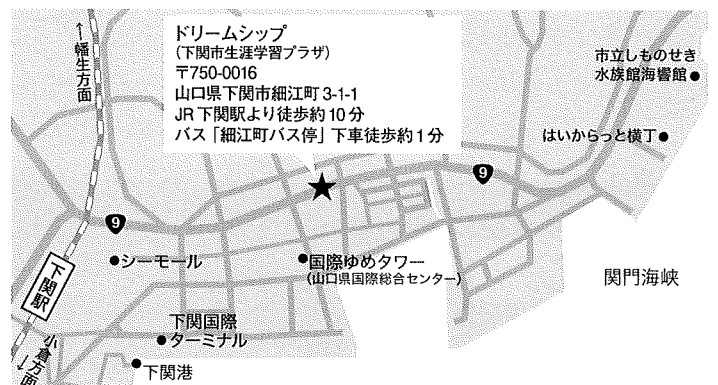 ドリームシップ
(下関市生涯学習プラザ)
〒750-0016
山口県下関市細江町3-1-1
JR下関駅より徒歩約10分
バス「細江町バス停」下車徒歩約1分
←幡生方面
市立しものせき
水族館海響館
はいからっと横丁
9
9
シーモール
国際ゆめタワー
(山口県国際総合センター)
関門海峡
下関駅
下関国際
ターミナル
小倉方面→
下関港